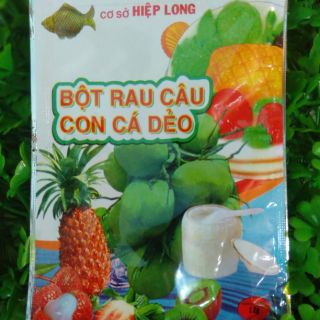 CƠ SỞ HIỆP LONG
BỘT RAU CÂU
CON CÁ DẺO